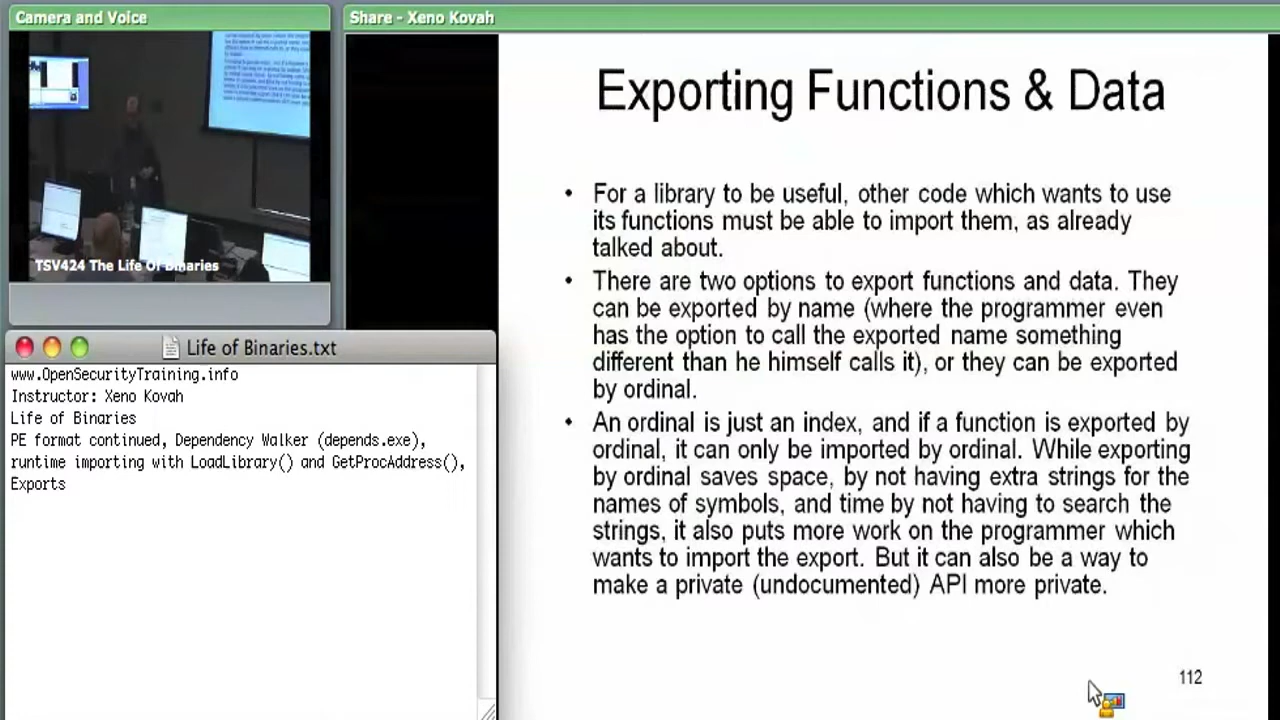 Camera and Voice
Share - Xeno Kovah
TSV424 The Life Of Binaries
Life of Binaries.txt
www.OpenSecurityTraining.info
Instructor: Xeno Kovah
Life of Binaries
PE format continued, Dependency Walker (depends.exe),
runtime importing with LoadLibrary() and GetProcAddress(),
Exports
Exporting Functions & Data
• For a library to be useful, other code which wants to use
its functions must be able to import them, as already
talked about.
• There are two options to export functions and data. They
can be exported by name (where the programmer even
has the option to call the exported name something
different than he himself calls it), or they can be exported
by ordinal.
• An ordinal is just an index, and if a function is exported by
ordinal, it can only be imported by ordinal. While exporting
by ordinal saves space, by not having extra strings for the
names of symbols, and time by not having to search the
strings, it also puts more work on the programmer which
wants to import the export. But it can also be a way to
make a private (undocumented) API more private.
112